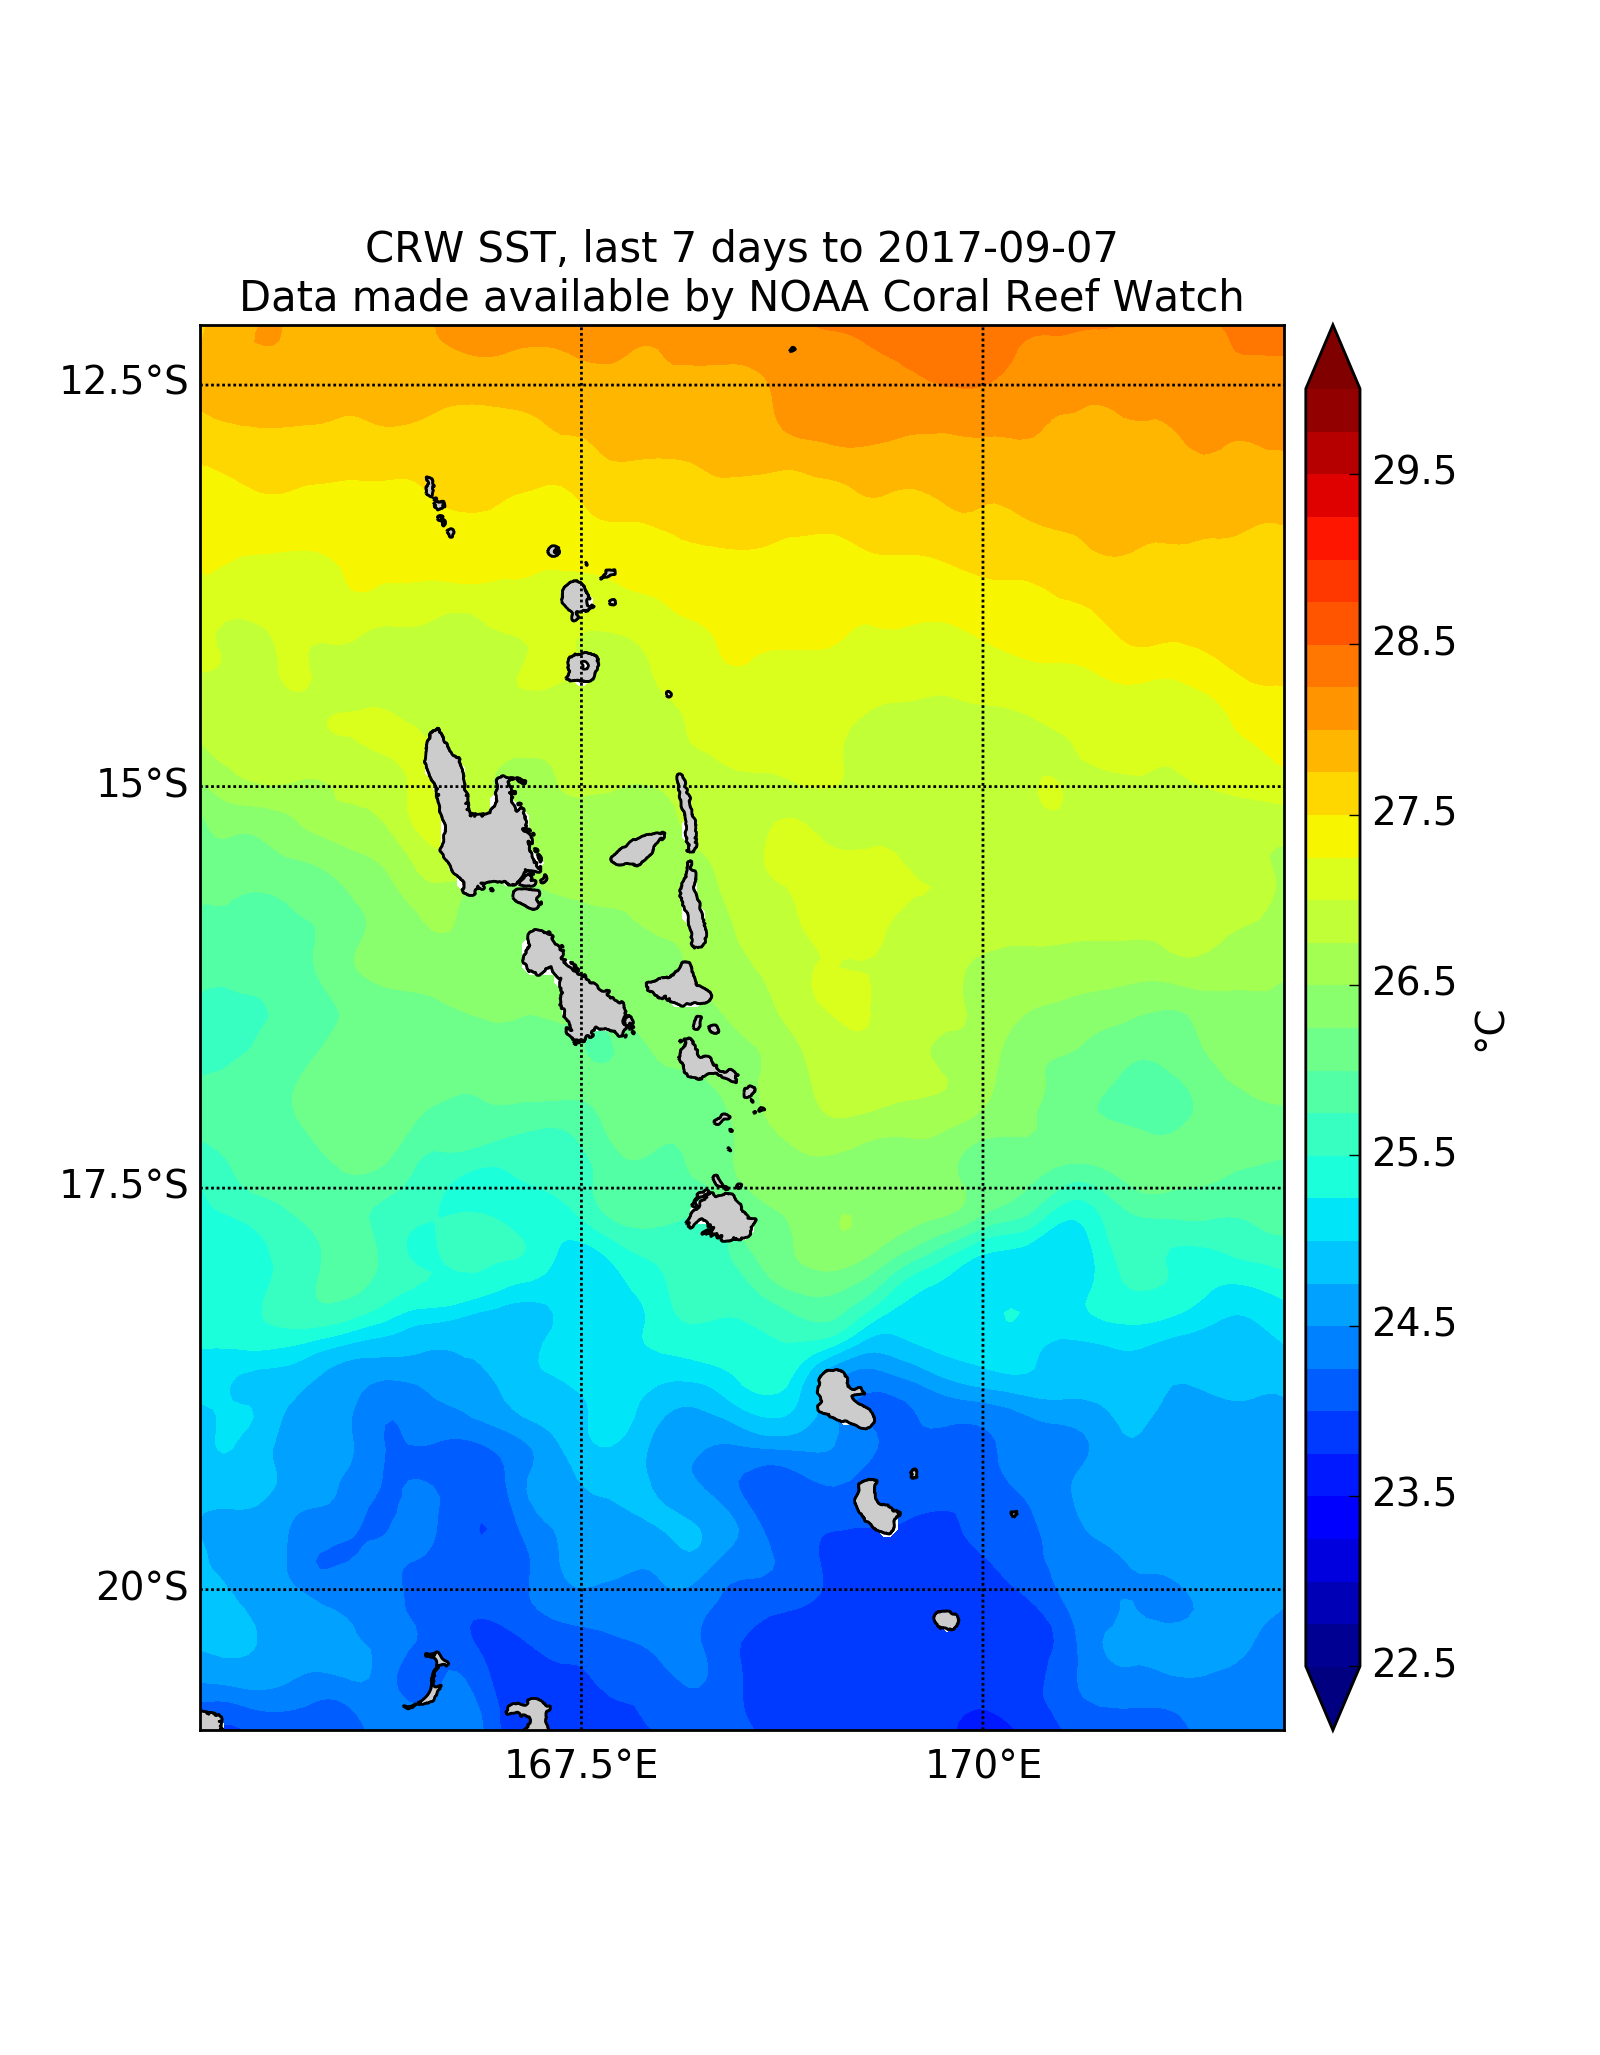 CRW SST, last 7 days to 2017-09-07
Data made available by NOAA Coral Reef Watch
12.5°S
15°S
17.5°S
20°S
167.5°E
170°E
29.5
28.5
27.5
26.5
25.5
24.5
23.5
22.5
°C